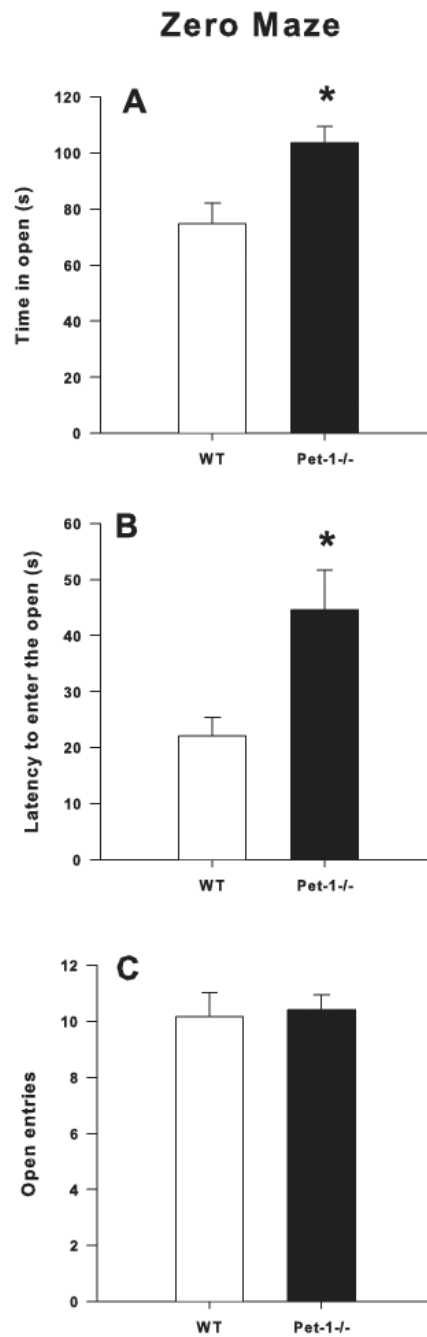 Zero Maze
A
*
120
100
80
60
40
20
0
Time in open (s)
WT Pet-1-/-
B
*
60
50
40
30
20
10
0
Latency to enter the open (s)
WT Pet-1-/-
C
12
10
8
6
4
2
0
Open entries
WT Pet-1-/-